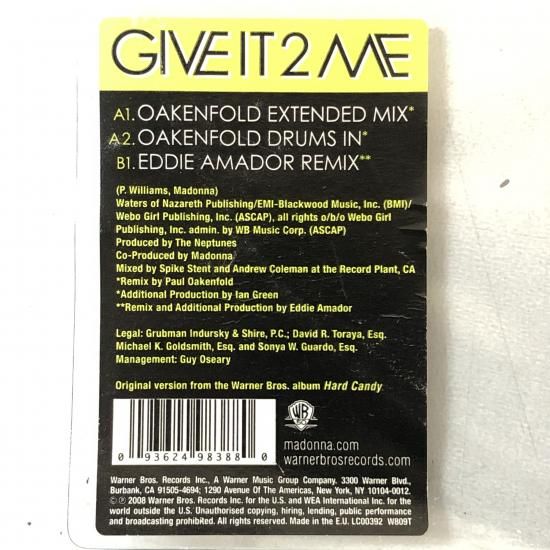 GIVE IT 2 ME
A1. OAKENFOLD EXTENDED MIX*
A2. OAKENFOLD DRUMS IN*
B1. EDDIE AMADOR REMIX**
(P. Williams, Madonna)
Waters of Nazareth Publishing/EMI-Blackwood Music, Inc. (BMI)/
Webo Girl Publishing, Inc. (ASCAP), all rights o/b/o Webo Girl
Publishing, Inc. admin. by WB Music Corp. (ASCAP)
Produced by The Neptunes
Co-Produced by Madonna
Mixed by Spike Stent and Andrew Coleman at the Record Plant, CA
*Remix by Paul Oakenfold
*Additional Production by Ian Green
**Remix and Additional Production by Eddie Amador
Legal: Grubman Indursky & Shire, P.C.; David R. Toraya, Esq.
Michael K. Goldsmith, Esq. and Sonya W. Guardo, Esq.
Management: Guy Oseary
Original version from the Warner Bros. album Hard Candy
0 93624 98388 0
WB
madonna.com
warnerbrosrecords.com
Warner Bros. Records Inc., A Warner Music Group Company. 3300 Warner Blvd.,
Burbank, CA 91505-4694; 1290 Avenue Of The Americas, New York, NY 10104-0012.
© ℗ 2008 Warner Bros. Records Inc. for the U.S. and WEA International Inc. for the
world outside the U.S. Unauthorised copying, hiring, lending, public performance
and broadcasting prohibited. All rights reserved. Made in the E.U. LC00392 W809T